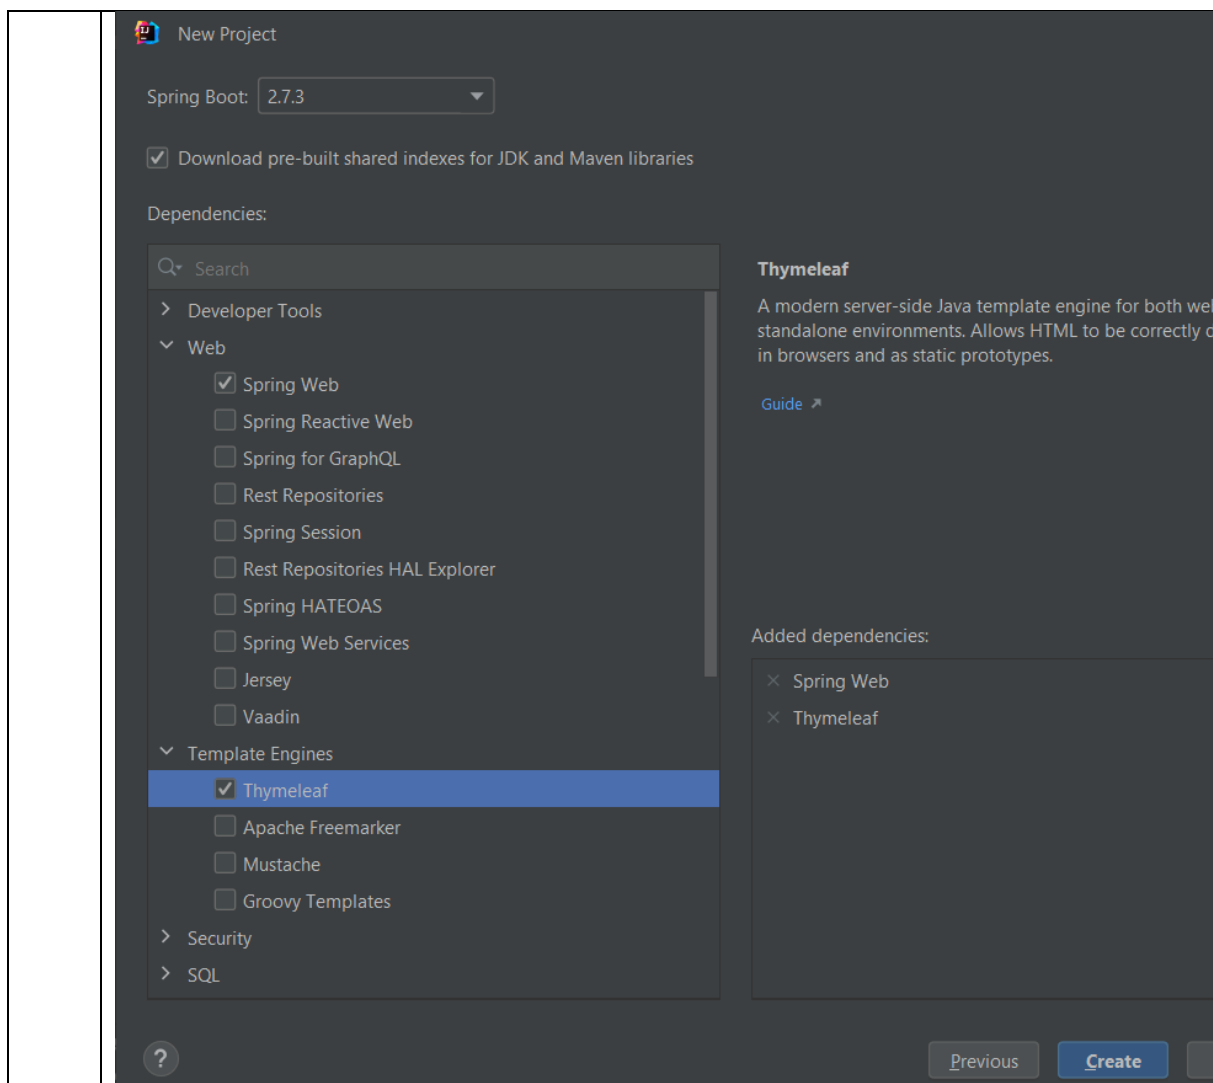 New Project
Spring Boot: 2.7.3
Download pre-built shared indexes for JDK and Maven libraries
Dependencies:
Search
Developer Tools
Web
Spring Web
Spring Reactive Web
Spring for GraphQL
Rest Repositories
Spring Session
Rest Repositories HAL Explorer
Spring HATEOAS
Spring Web Services
Jersey
Vaadin
Template Engines
Thymeleaf
Apache Freemarker
Mustache
Groovy Templates
Security
SQL
Thymeleaf
A modern server-side Java template engine for both
standalone environments. Allows HTML to be correctly
in browsers and as static prototypes.
Guide
Added dependencies:
Spring Web
Thymeleaf
?
Previous
Create